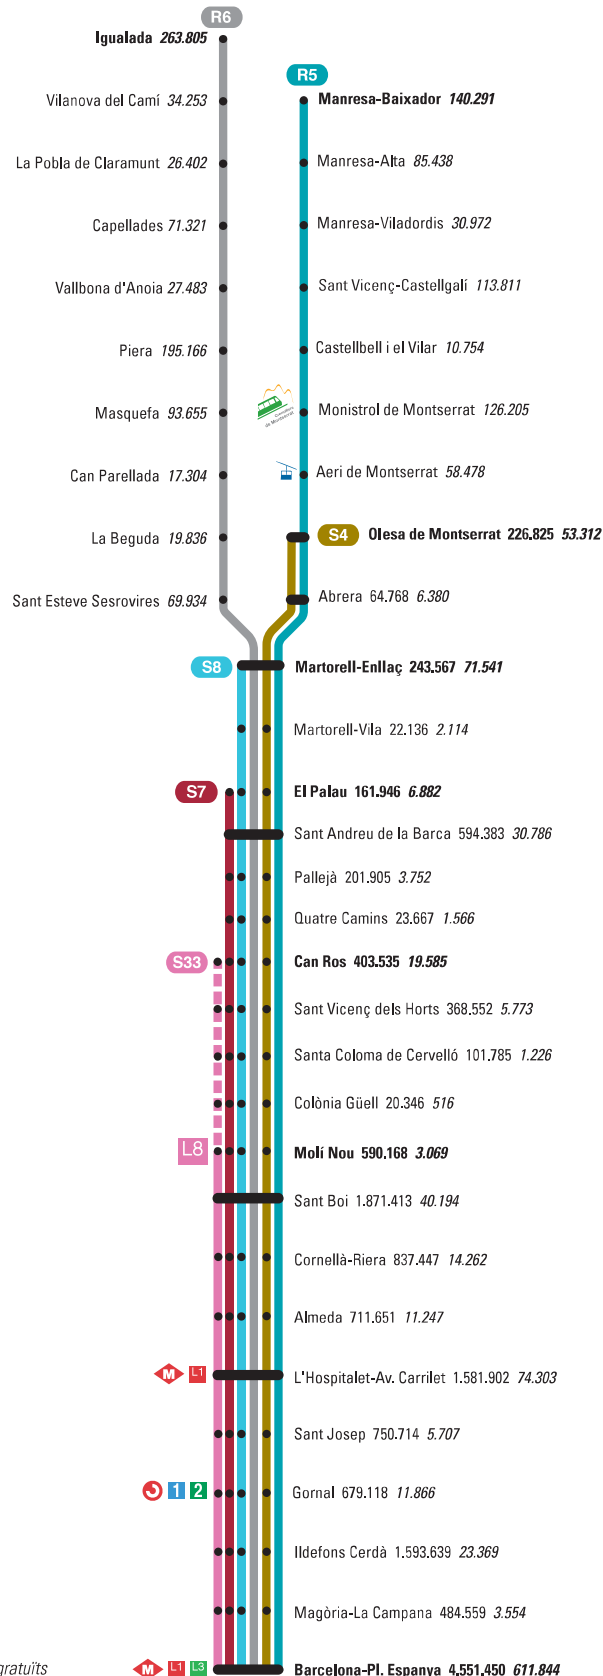 R6
Igualada 263.805
R5
Vilanova del Camí 34.253
Manresa-Baixador 140.291
La Pobla de Claramunt 26.402
Manresa-Alta 85.438
Capellades 71.321
Manresa-Viladordis 30.972
Vallbona d'Anoia 27.483
Sant Vicenç-Castellgalí 113.811
Piera 195.166
Castellbell i el Vilar 10.754
Cremallera de Montserrat
Masquefa 93.655
Monistrol de Montserrat 126.205
Can Parellada 17.304
Aeri de Montserrat 58.478
La Beguda 19.836
S4 Olesa de Montserrat 226.825 53.312
Sant Esteve Sesrovires 69.934
Abrera 64.768 6.380
S8 Martorell-Enllaç 243.567 71.541
Martorell-Vila 22.136 2.114
S7 El Palau 161.946 6.882
Sant Andreu de la Barca 594.383 30.786
Pallejà 201.905 3.752
Quatre Camins 23.667 1.566
S33 Can Ros 403.535 19.585
Sant Vicenç dels Horts 368.552 5.773
Santa Coloma de Cervelló 101.785 1.226
Colònia Güell 20.346 516
L8 Molí Nou 590.168 3.069
Sant Boi 1.871.413 40.194
Cornellà-Riera 837.447 14.262
Almeda 711.651 11.247
M L1 L'Hospitalet-Av. Carrilet 1.581.902 74.303
Sant Josep 750.714 5.707
1 2 Gornal 679.118 11.866
Ildefons Cerdà 1.593.639 23.369
Magòria-La Campana 484.559 3.554
gratuïts M L1 L3 Barcelona-Pl. Espanya 4.551.450 611.844